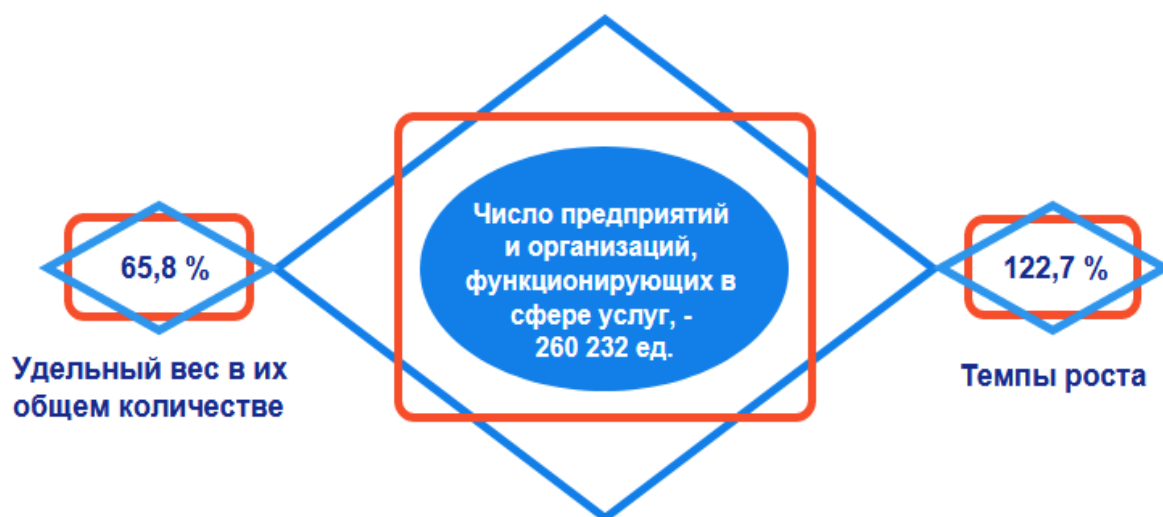 Число предприятий
и организаций,
функционирующих в
сфере услуг, -
260 232 ед.
65,8 %
Удельный вес в их
общем количестве
122,7 %
Темпы роста